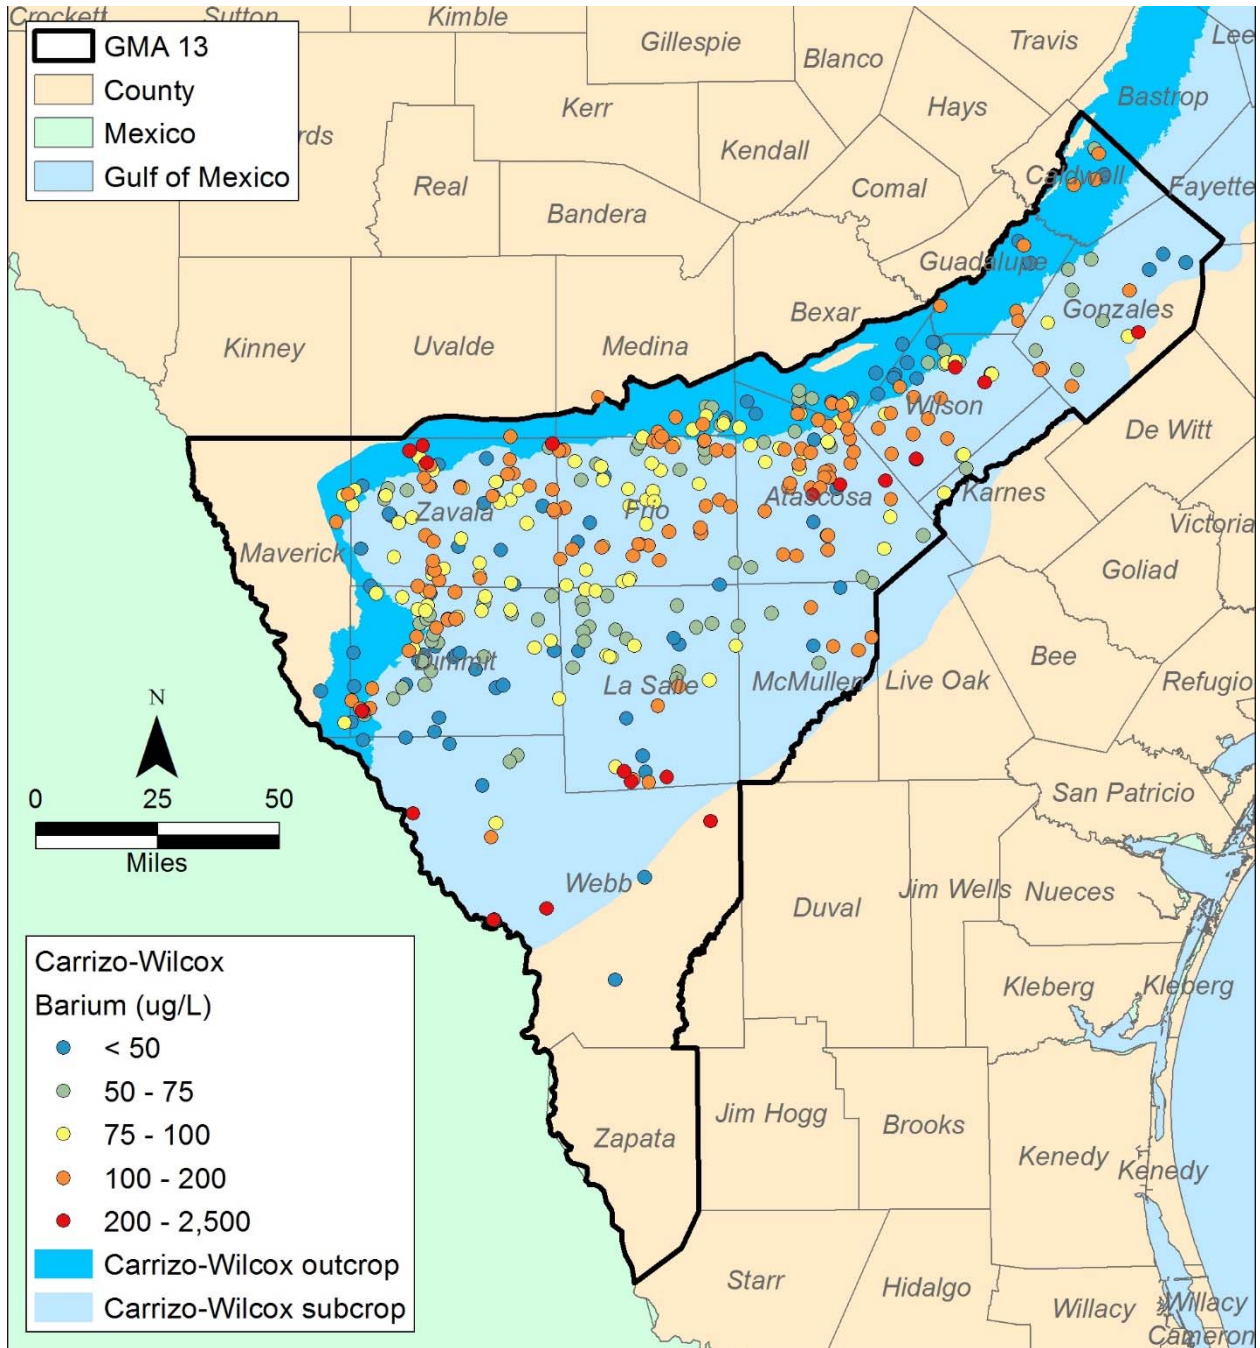 Crockett
Sutton
Kimble
Gillespie
Blanco
Travis
Lee
GMA 13
County
Mexico
Gulf of Mexico
rds
Kerr
Kendall
Hays
Bastrop
Real
Bandera
Comal
Caldwell
Fayette
Guadalupe
Bexar
Gonzales
Kinney
Uvalde
Medina
Wilson
De Witt
Karnes
Victoria
Zavala
Frio
Atascosa
Maverick
Goliad
Bee
Dimmit
La Salle
McMullen
Live Oak
Refugio
N
0 25 50
Miles
San Patricio
Webb
Duval
Jim Wells
Nueces
Kleberg
Kleberg
Carrizo-Wilcox
Barium (ug/L)
< 50
50 - 75
75 - 100
100 - 200
200 - 2,500
Carrizo-Wilcox outcrop
Carrizo-Wilcox subcrop
Zapata
Jim Hogg
Brooks
Kenedy
Kenedy
Starr
Hidalgo
Willacy
Willacy
Cameron